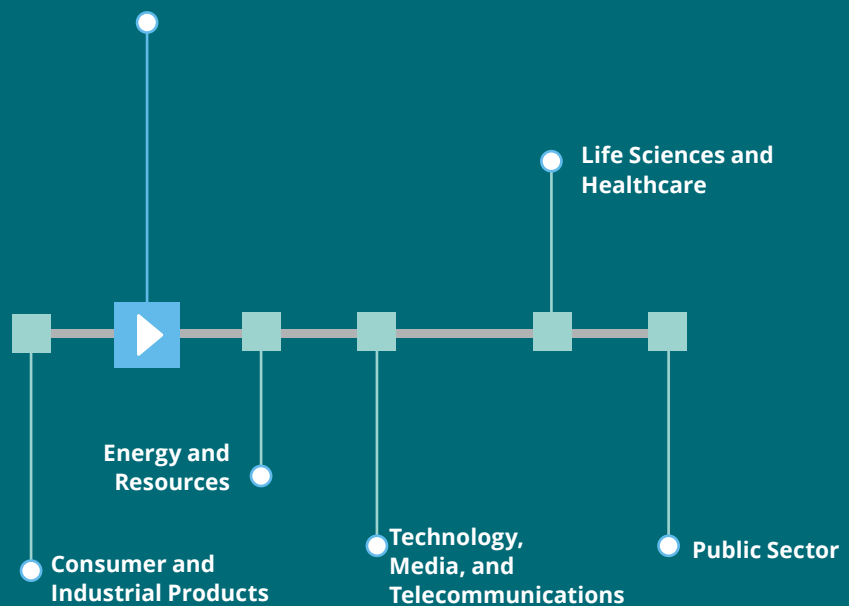 Life Sciences and
Healthcare
Energy and
Resources
Technology,
Media, and
Telecommunications
Public Sector
Consumer and
Industrial Products